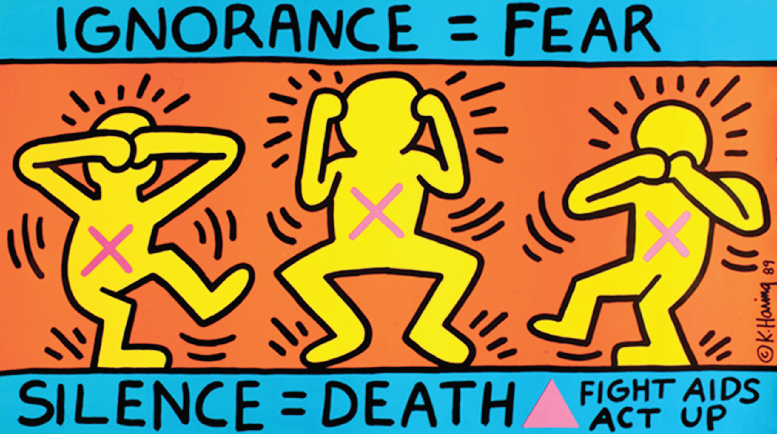 IGNORANCE = FEAR
© K. Haring 89
SILENCE = DEATH
FIGHT AIDS
ACT UP